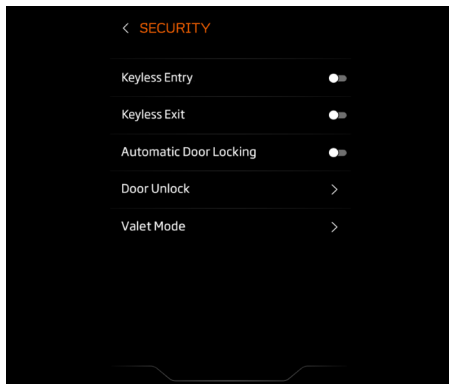 SECURITY
Keyless Entry
Keyless Exit
Automatic Door Locking
Door Unlock
Valet Mode